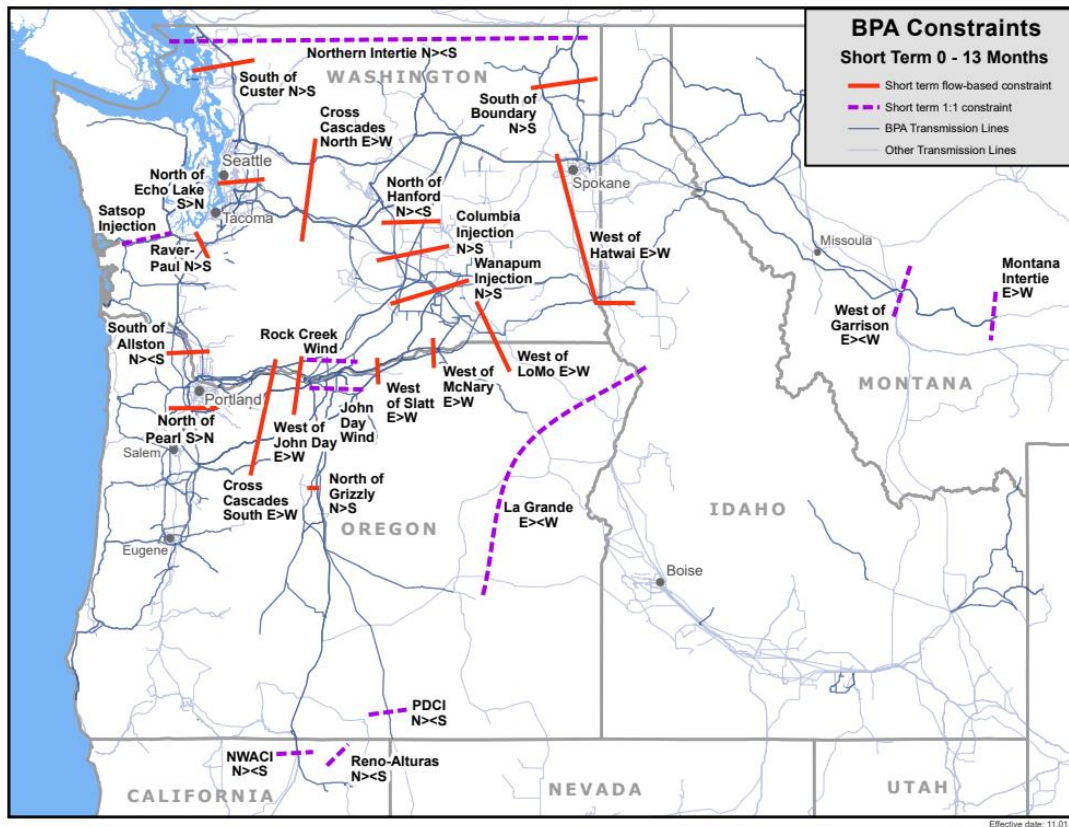 BPA Constraints
Short Term 0 - 13 Months
Short term flow-based constraint
Short term 1:1 constraint
BPA Transmission Lines
Other Transmission Lines
Northern Intertie N><S
WASHINGTON
South of
Custer N>S
South of
Boundary
N>S
Cross
Cascades
North E>W
Seattle
Spokane
North of
Echo Lake
S>N
North of
Hanford
N><S
Satsop
Injection
Tacoma
Columbia
Injection
N>S
Raver-
Paul N>S
Wanapum
Injection
N>S
West of
Hatwai E>W
Missoula
Montana
Intertie
E>W
West of
Garrison
E><W
MONTANA
South of
Allston
N><S
Rock Creek
Wind
West of
LoMo E>W
West of
McNary
E>W
West
of Slatt
E>W
Portland
John
Day
Wind
North of
Pearl S>N
West of
John Day
E>W
Salem
Cross
Cascades
South E>W
North of
Grizzly
N>S
OREGON
La Grande
E><W
IDAHO
Eugene
Boise
PDCI
N><S
NWACI
N><S
Reno-Alturas
N><S
CALIFORNIA
NEVADA
UTAH
Effective date: 11.01